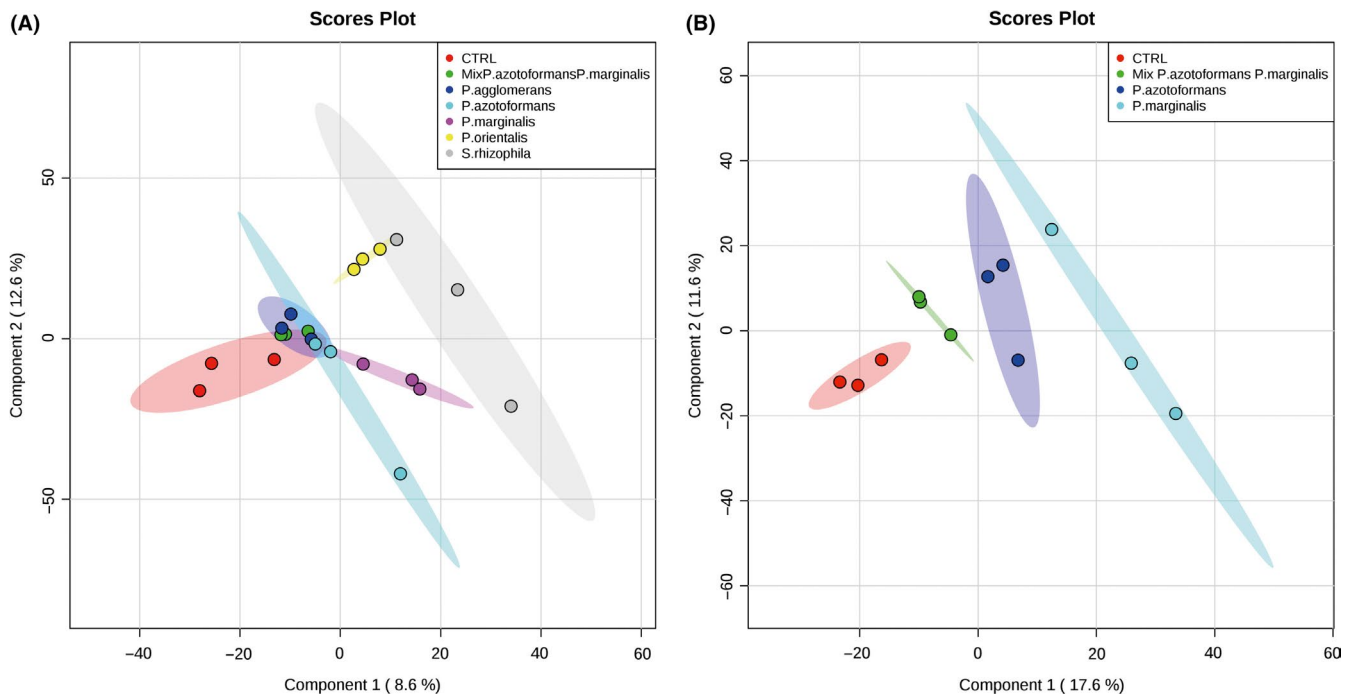 (A)
Scores Plot
CTRL
MixP.azotoformansP.marginalis
P.agglomerans
P.azotoformans
P.marginalis
P.orientalis
S.rhizophila
50
0
−50
Component 2 ( 12.6 %)
−40
−20
0
20
40
60
Component 1 ( 8.6 %)
(B)
Scores Plot
CTRL
Mix P.azotoformans P.marginalis
P.azotoformans
P.marginalis
60
40
20
0
−20
−40
−60
Component 2 ( 11.6 %)
−20
0
20
40
60
Component 1 ( 17.6 %)